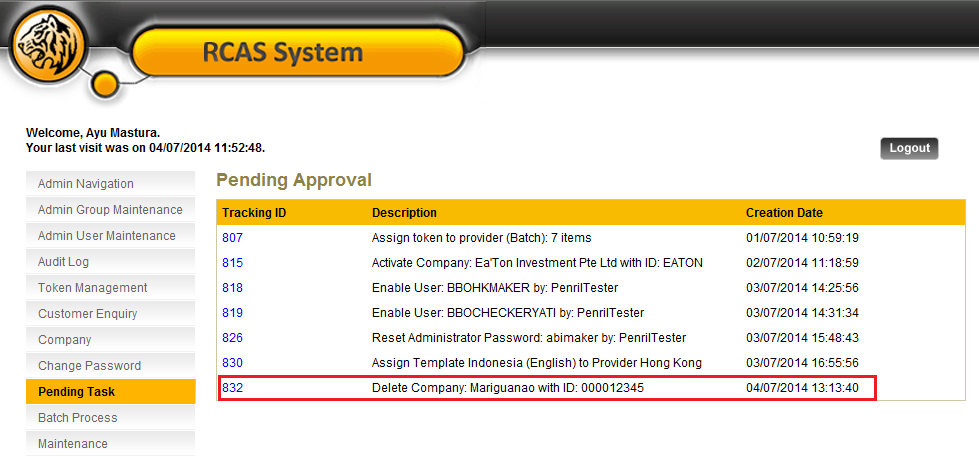 RCAS System
Welcome, Ayu Mastura.
Your last visit was on 04/07/2014 11:52:48.
Logout
Admin Navigation
Admin Group Maintenance
Admin User Maintenance
Audit Log
Token Management
Customer Enquiry
Company
Change Password
Pending Task
Batch Process
Maintenance
Pending Approval
Tracking ID Description Creation Date
807 Assign token to provider (Batch): 7 items 01/07/2014 10:59:19
815 Activate Company: Ea'Ton Investment Pte Ltd with ID: EATON 02/07/2014 11:18:59
818 Enable User: BBOHKMAKER by: PenrilTester 03/07/2014 14:25:56
819 Enable User: BBOCHECKERYATI by: PenrilTester 03/07/2014 14:31:34
826 Reset Administrator Password: abimaker by: PenrilTester 03/07/2014 15:48:43
830 Assign Template Indonesia (English) to Provider Hong Kong 03/07/2014 16:55:56
832 Delete Company: Mariguanao with ID: 000012345 04/07/2014 13:13:40